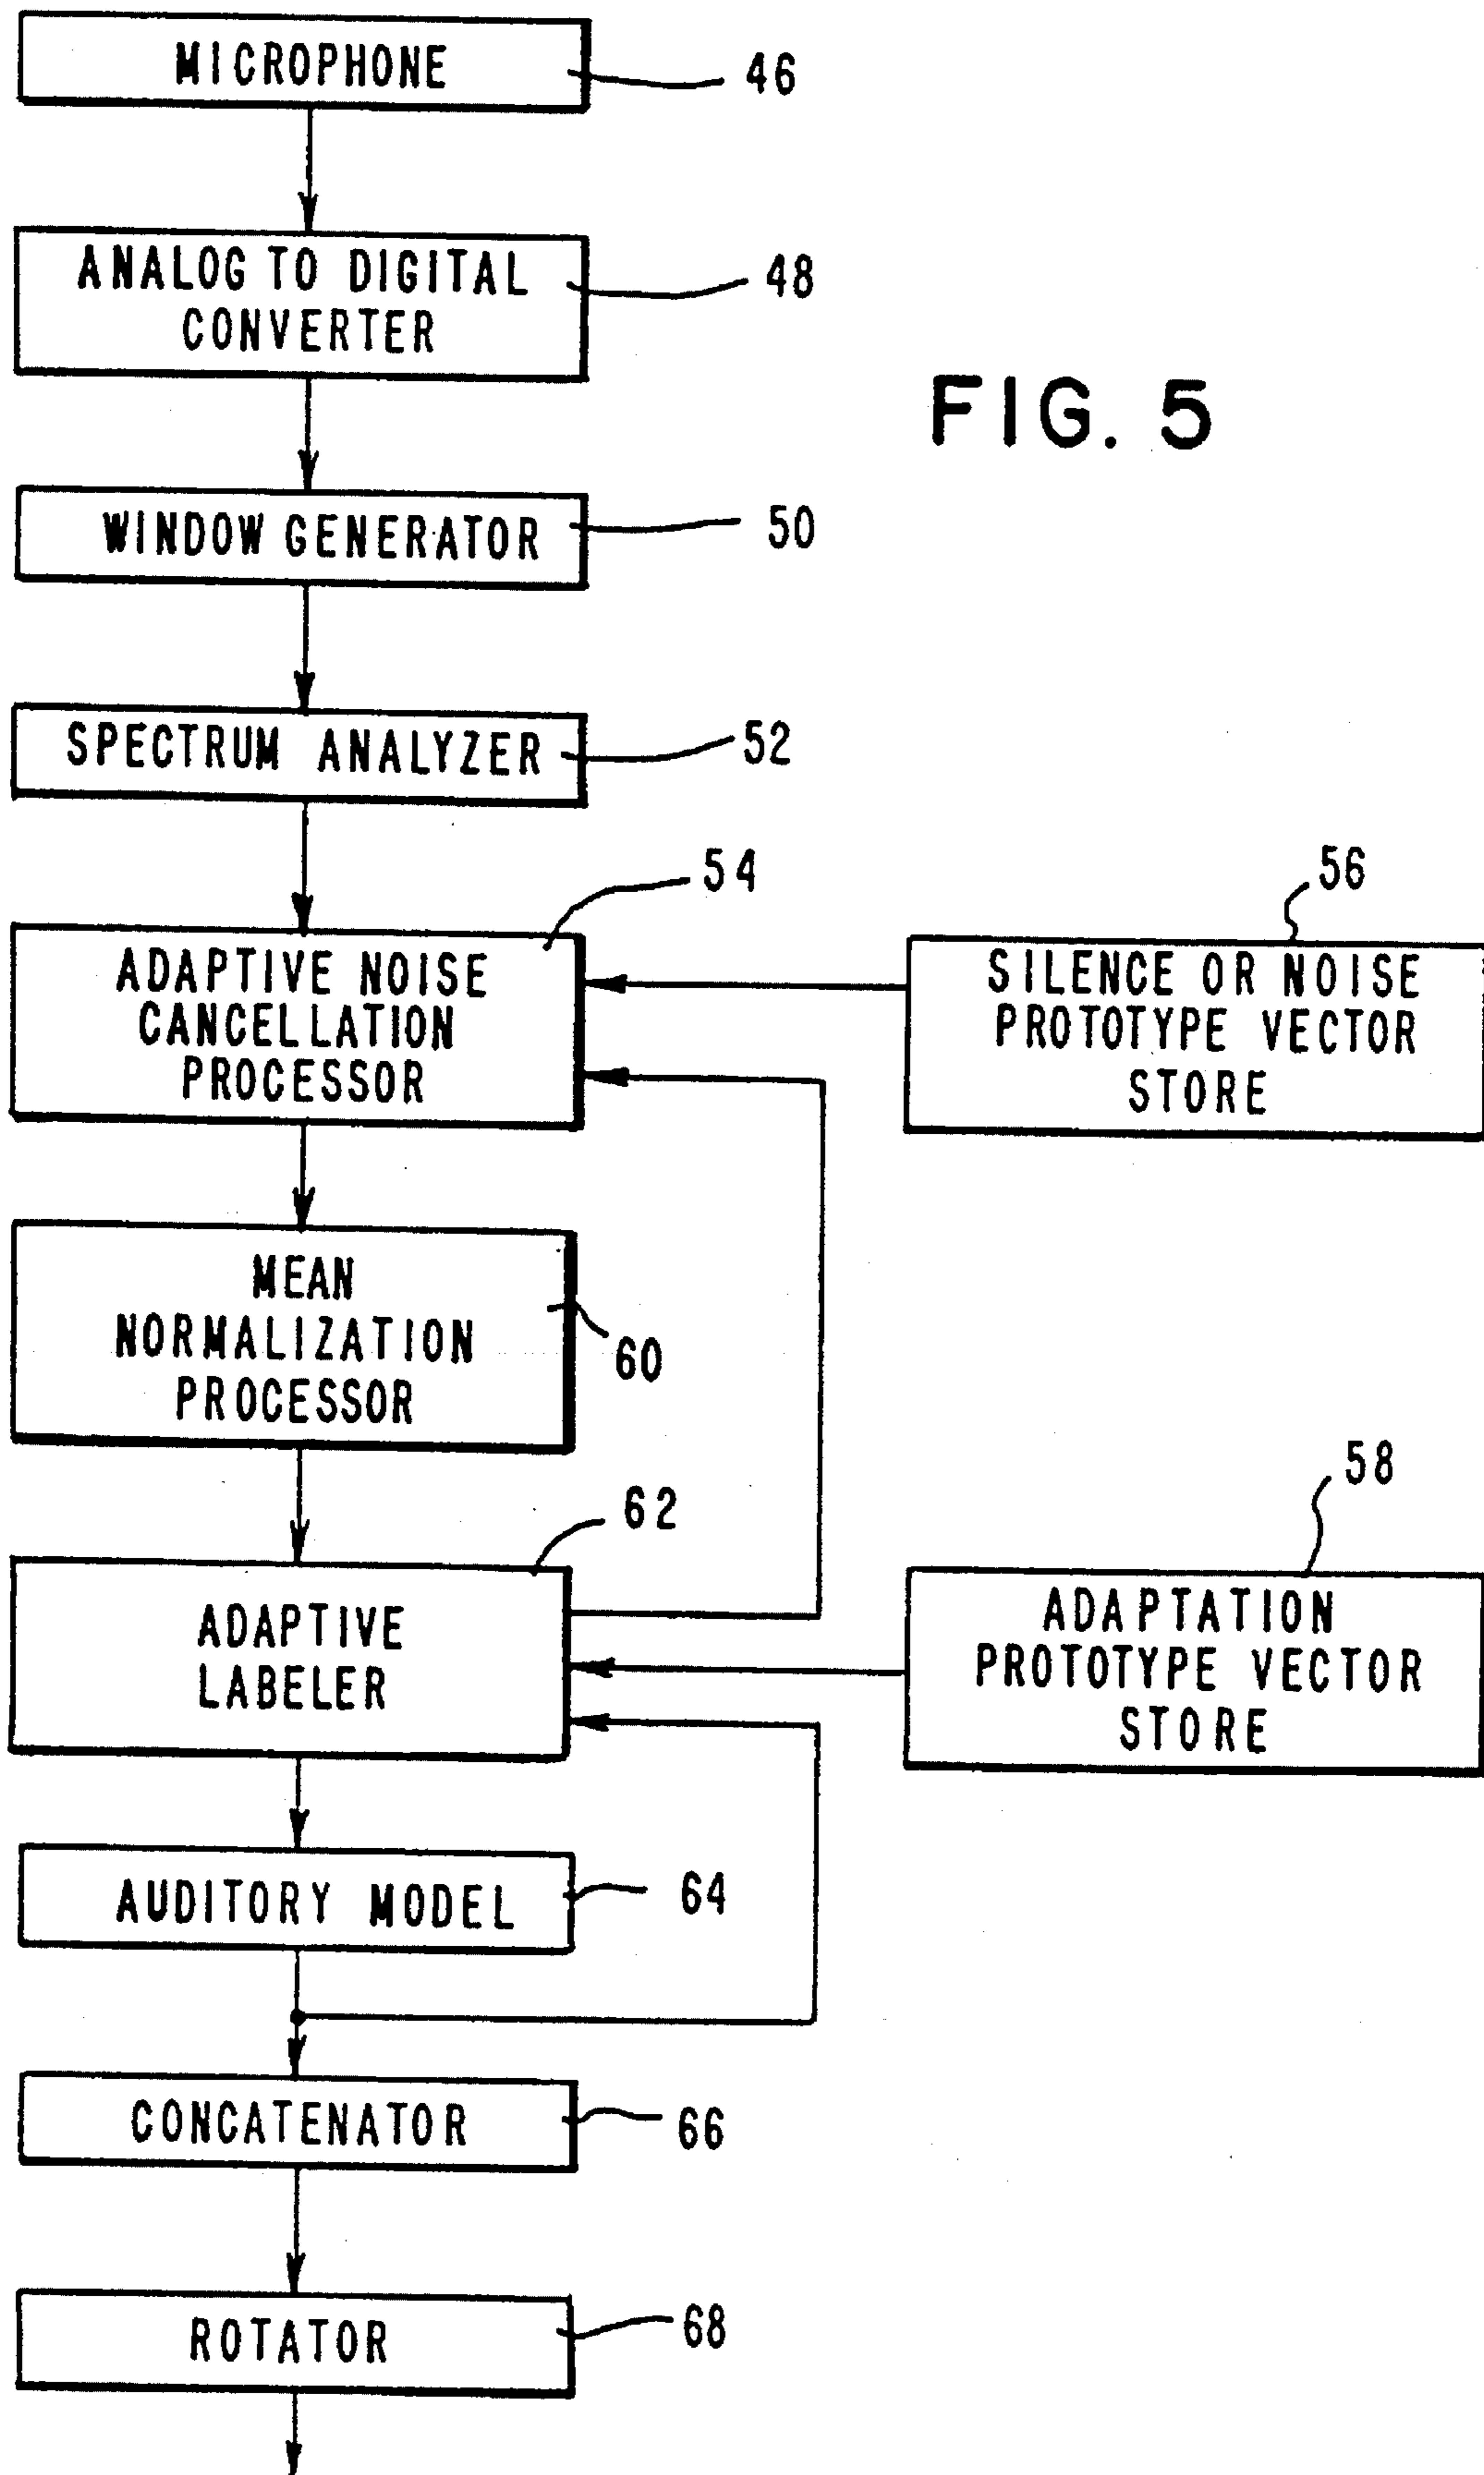 MICROPHONE
46
ANALOG TO DIGITAL
CONVERTER
48
FIG. 5
WINDOW GENERATOR
50
SPECTRUM ANALYZER
52
54
ADAPTIVE NOISE
CANCELLATION
PROCESSOR
56
SILENCE OR NOISE
PROTOTYPE VECTOR
STORE
MEAN
NORMALIZATION
PROCESSOR
60
62
ADAPTIVE
LABELER
58
ADAPTATION
PROTOTYPE VECTOR
STORE
AUDITORY MODEL
64
CONCATENATOR
66
ROTATOR
68